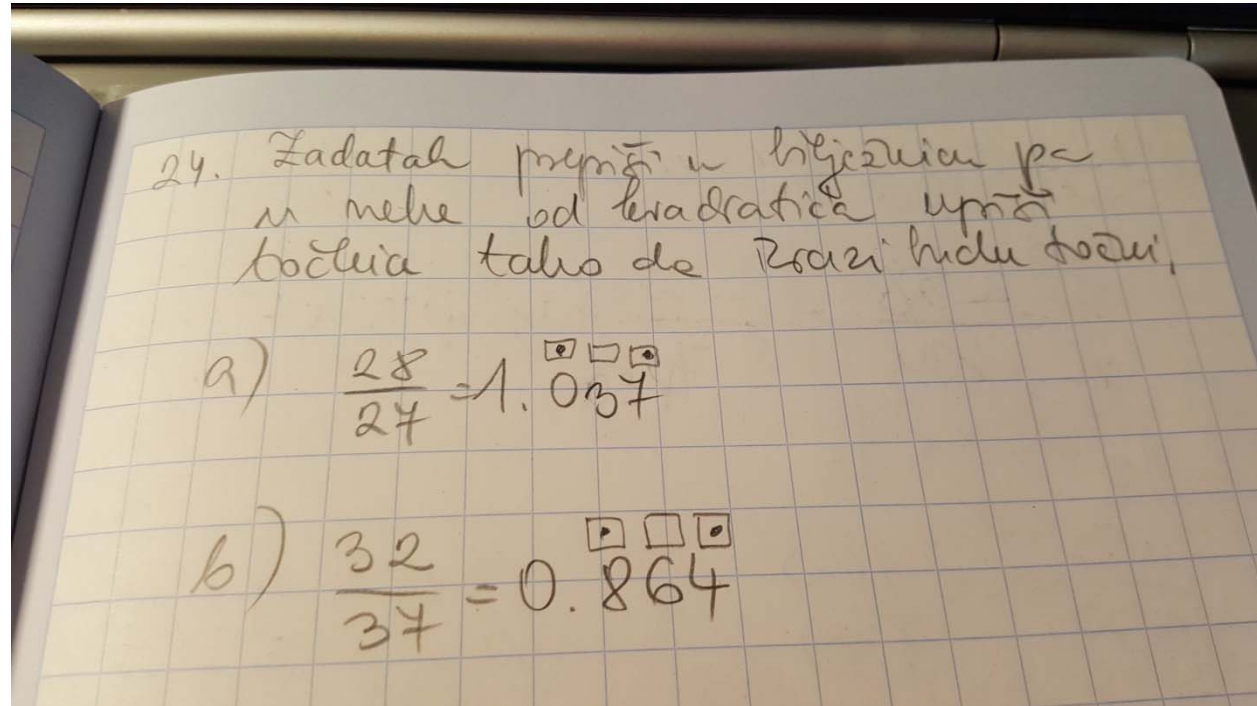 24. Zadatak prepiši u bilježnicu pa
u neke od kvadratića upiši
točkice tako da izrazi budu točni.
a) 28/27 = 1.037
b) 32/37 = 0.864